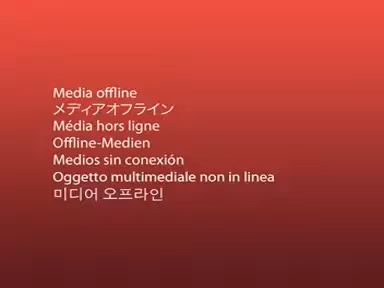 Media offline
メディアオフライン
Média hors ligne
Offline-Medien
Medios sin conexión
Oggetto multimediale non in linea
미디어 오프라인